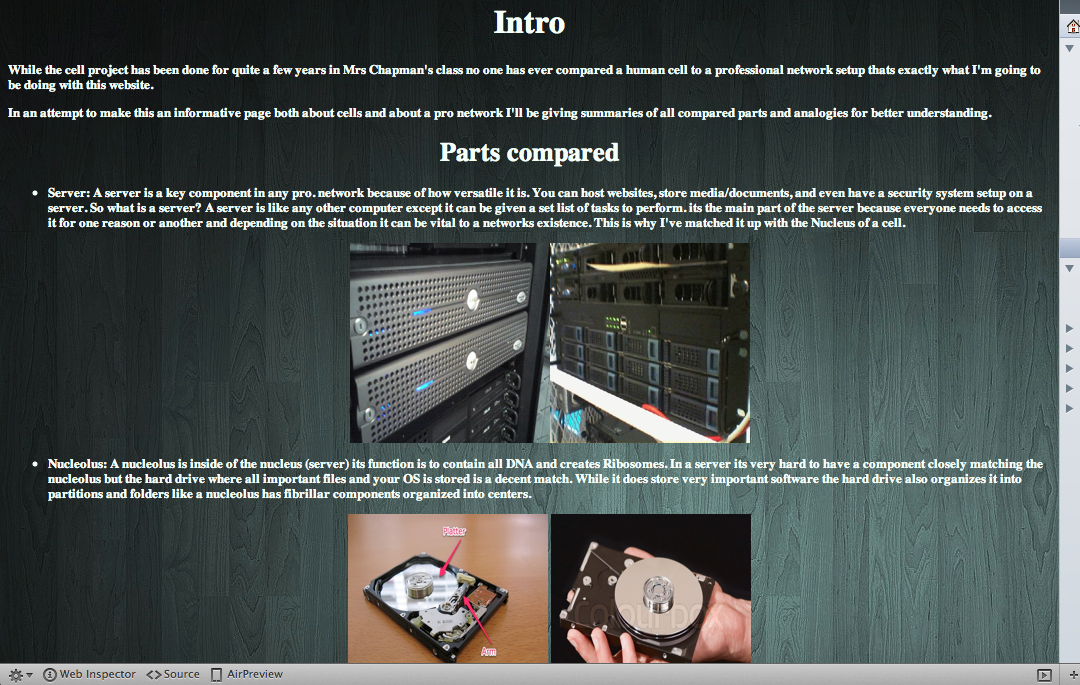 Intro
While the cell project has been done for quite a few years in Mrs Chapman's class no one has ever compared a human cell to a professional network setup thats exactly what I'm going to
be doing with this website.
In an attempt to make this an informative page both about cells and about a pro network I'll be giving summaries of all compared parts and analogies for better understanding.
Parts compared
• Server: A server is a key component in any pro. network because of how versatile it is. You can host websites, store media/documents, and even have a security system setup on a
server. So what is a server? A server is like any other computer except it can be given a set list of tasks to perform. its the main part of the server because everyone needs to access
it for one reason or another and depending on the situation it can be vital to a networks existence. This is why I've matched it up with the Nucleus of a cell.
• Nucleolus: A nucleolus is inside of the nucleus (server) its function is to contain all DNA and creates Ribosomes. In a server its very hard to have a component closely matching the
nucleolus but the hard drive where all important files and your OS is stored is a decent match. While it does store very important software the hard drive also organizes it into
partitions and folders like a nucleolus has fibrillar components organized into centers.
Platter
Arm
colourbox
Web Inspector <> Source AirPreview